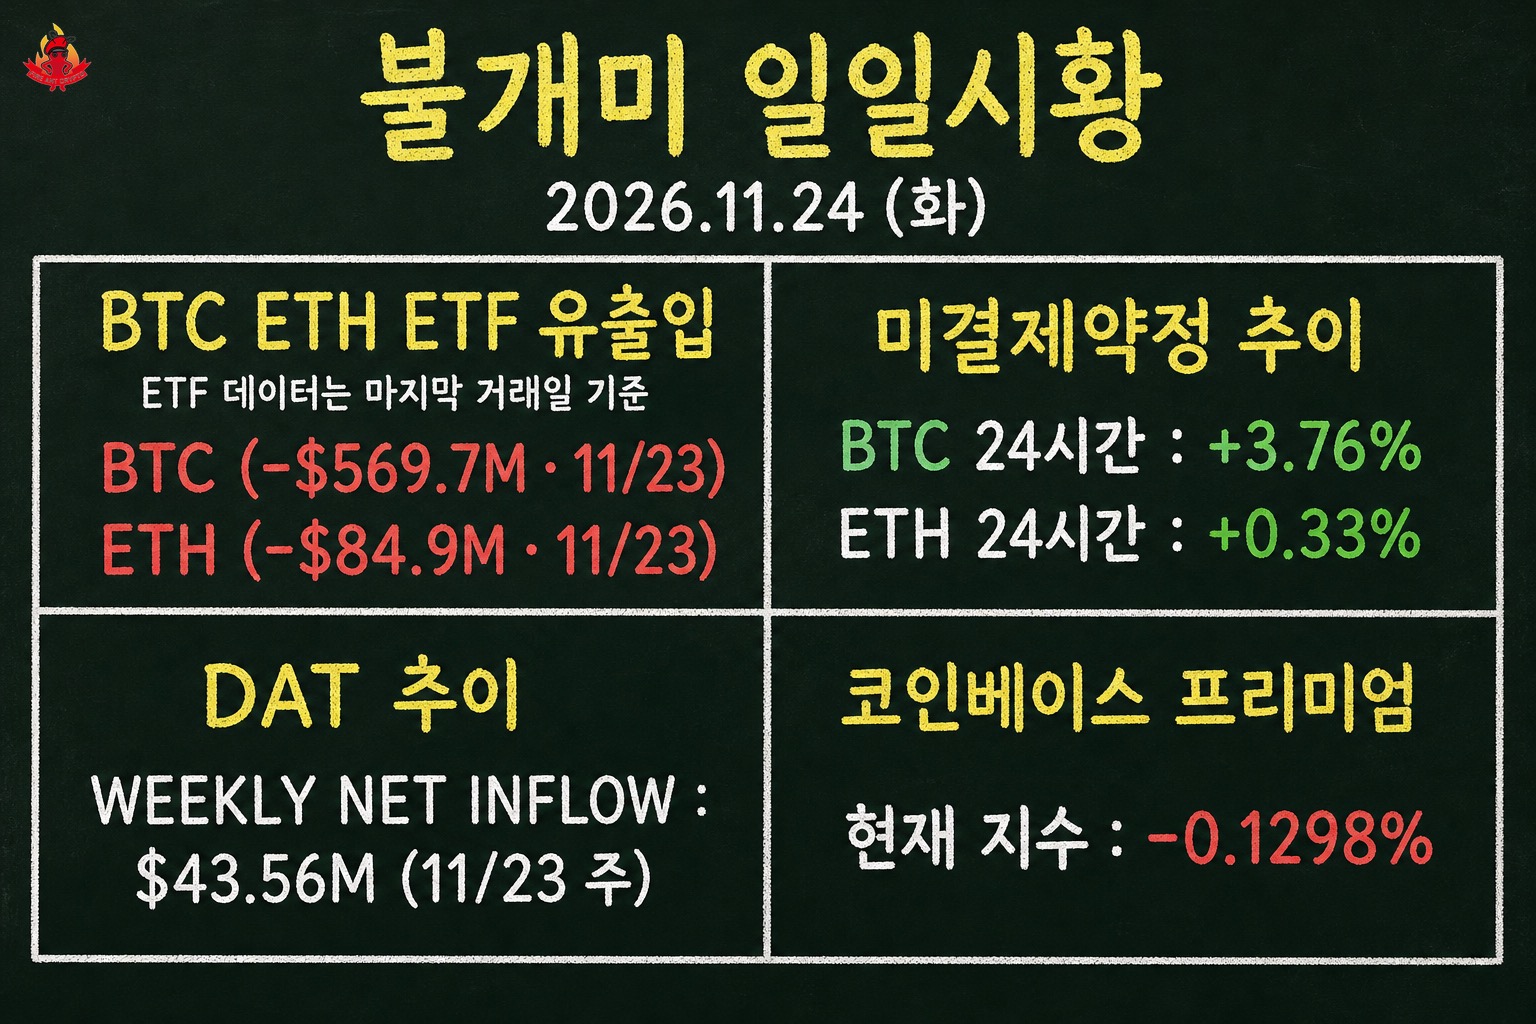 불개미 일일시황
2026.11.24 (화)
BTC ETH ETF 유출입
ETF 데이터는 마지막 거래일 기준
BTC (-$569.7M · 11/23)
ETH (-$84.9M · 11/23)
미결제약정 추이
BTC 24시간 : +3.76%
ETH 24시간 : +0.33%
DAT 추이
WEEKLY NET INFLOW :
$43.56M (11/23 주)
코인베이스 프리미엄
현재 지수 : -0.1298%